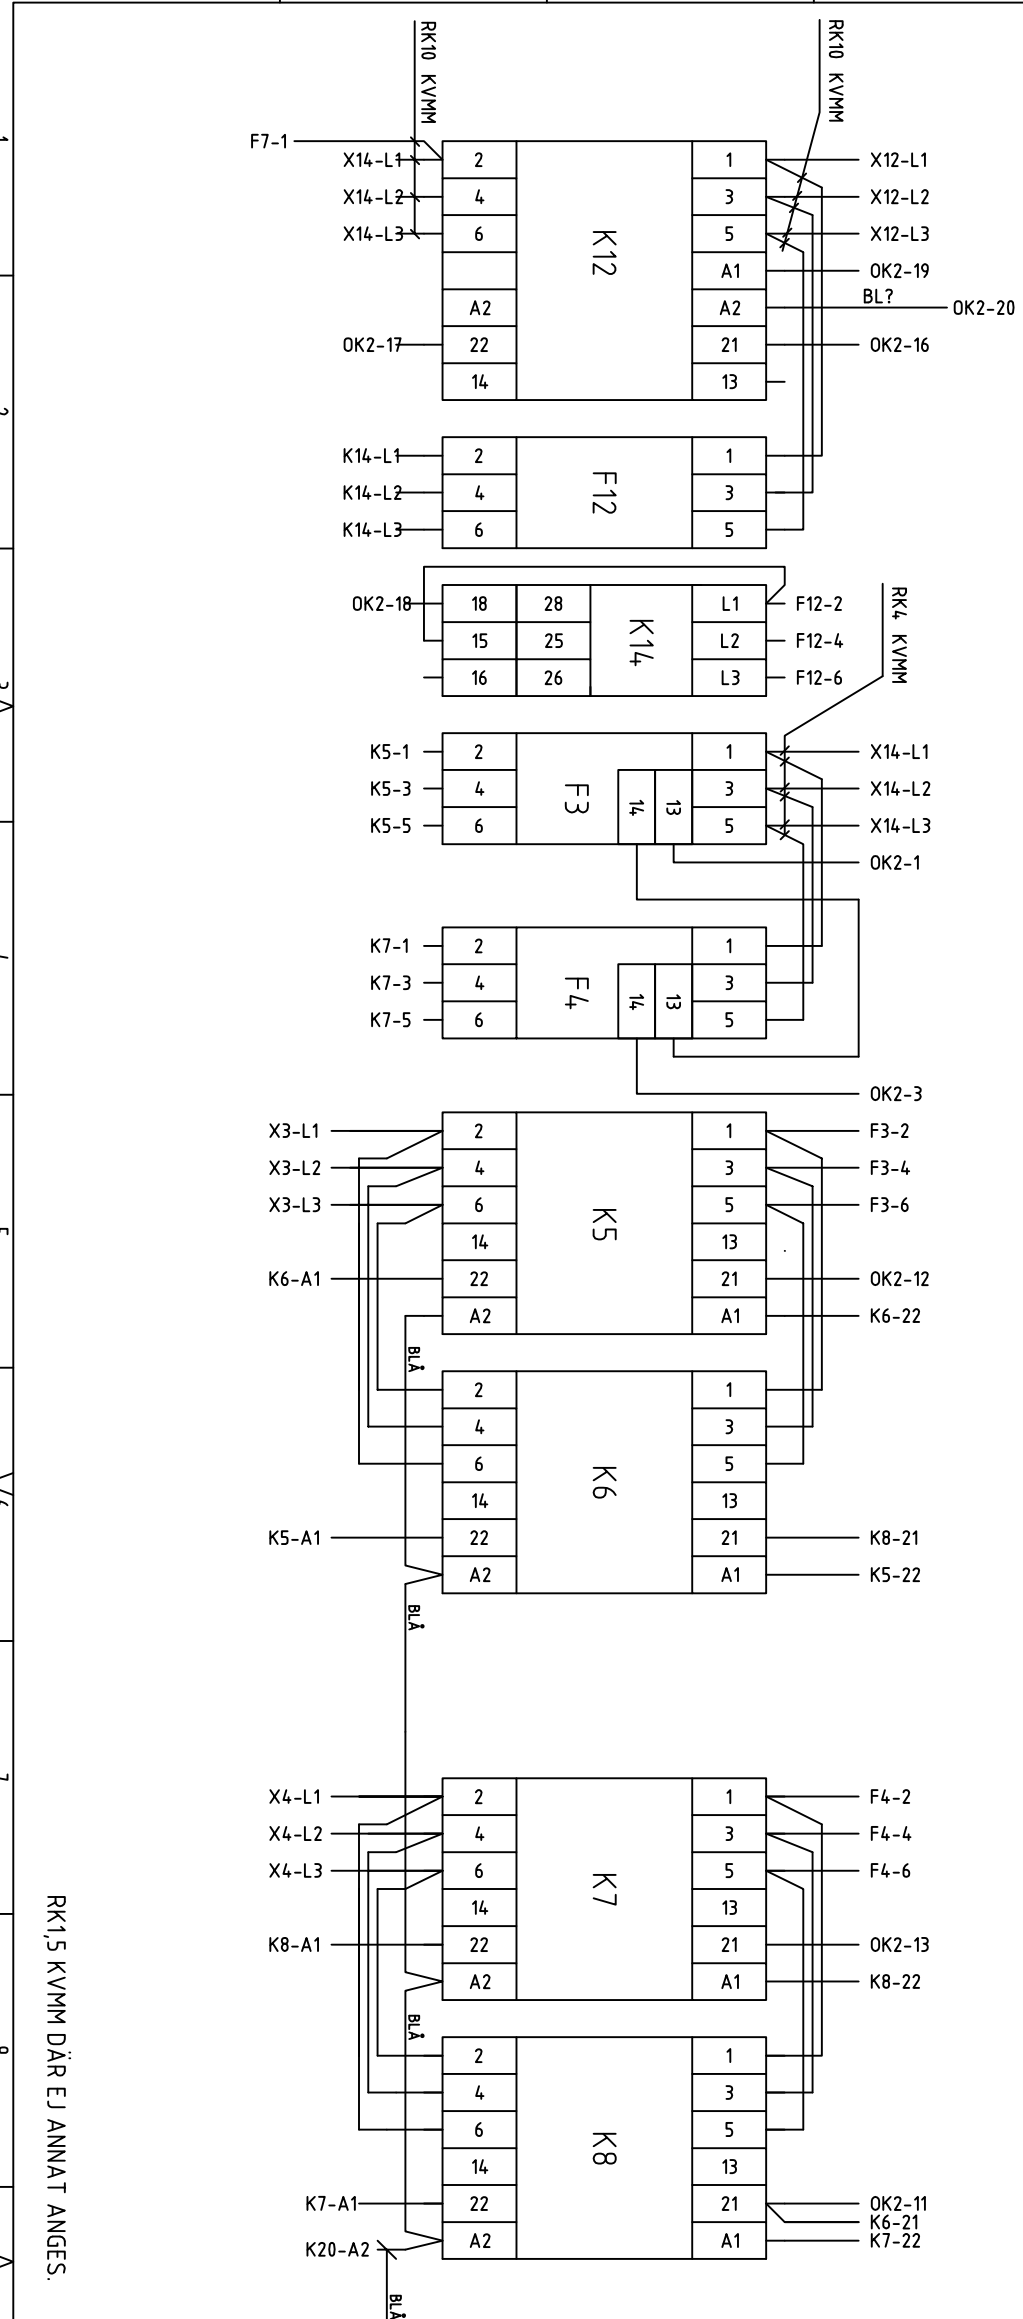 RK10 KVMM
RK10 KVMM
F7-1
X14-L1 2 1 X12-L1
X14-L2 4 3 X12-L2
X14-L3 6 5 X12-L3
K12
A1 OK2-19
A2 A2 BL? OK2-20
OK2-17 22 21 OK2-16
14 13
K14-L1 2 1
K14-L2 4 F12 3
K14-L3 6 5
OK2-18 18 28 L1 F12-2
15 25 K14 L2 F12-4
16 26 L3 F12-6
RK4 KVMM
K5-1 2 1 X14-L1
K5-3 4 F3 14 13 3 X14-L2
K5-5 6 5 X14-L3
OK2-1
K7-1 2 1
K7-3 4 F4 14 13 3
K7-5 6 5
OK2-3
X3-L1 2 1 F3-2
X3-L2 4 3 F3-4
X3-L3 6 K5 5 F3-6
14 13
K6-A1 22 21 OK2-12
A2 A1 K6-22
BLÅ
2 1
4 3
6 K6 5
14 13
K5-A1 22 21 K8-21
A2 A1 K5-22
BLÅ
X4-L1 2 1 F4-2
X4-L2 4 3 F4-4
X4-L3 6 K7 5 F4-6
14 13
K8-A1 22 21 OK2-13
A2 A1 K8-22
BLÅ
2 1
4 3
6 K8 5
14 13
K7-A1 22 21 OK2-11
K6-21
K20-A2 A2 A1 K7-22
BLÅ
RK1,5 KVMM DÄR EJ ANNAT ANGES.